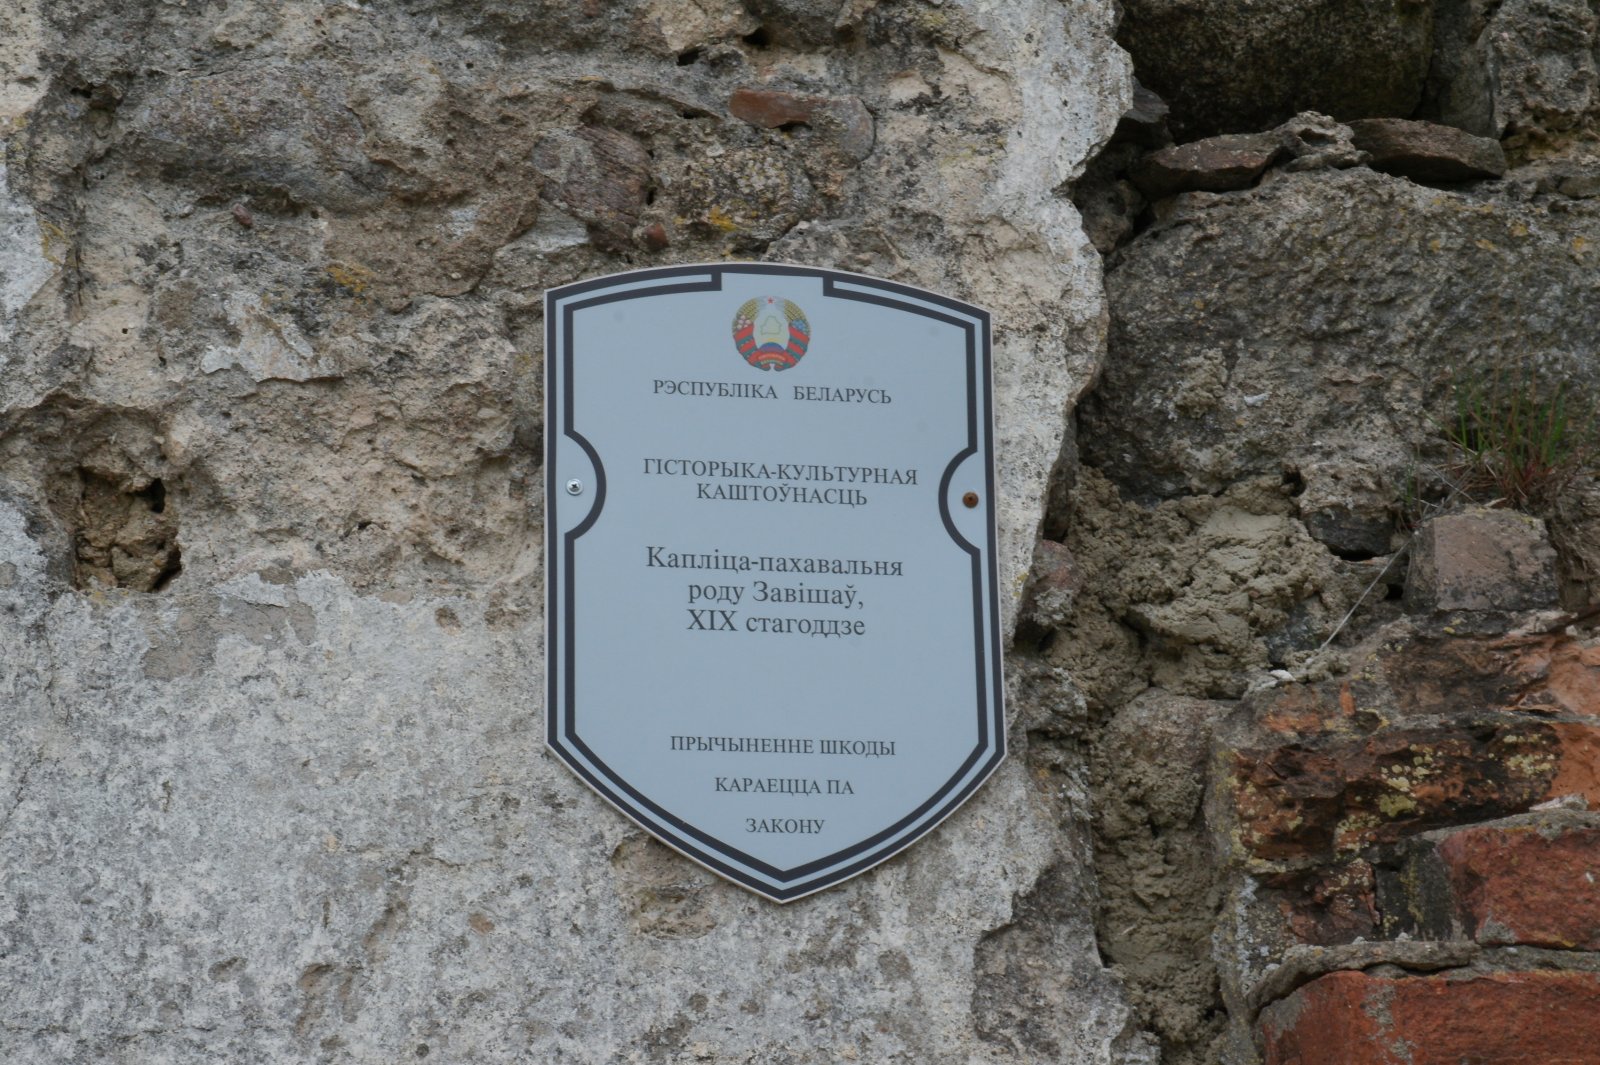 РЭСПУБЛІКА БЕЛАРУСЬ
ГІСТОРЫКА-КУЛЬТУРНАЯ
КАШТОЎНАСЦЬ
Капліца-пахавальня
роду Завішаў,
XIX стагоддзе
ПРЫЧЫНЕННЕ ШКОДЫ
КАРАЕЦЦА ПА
ЗАКОНУ